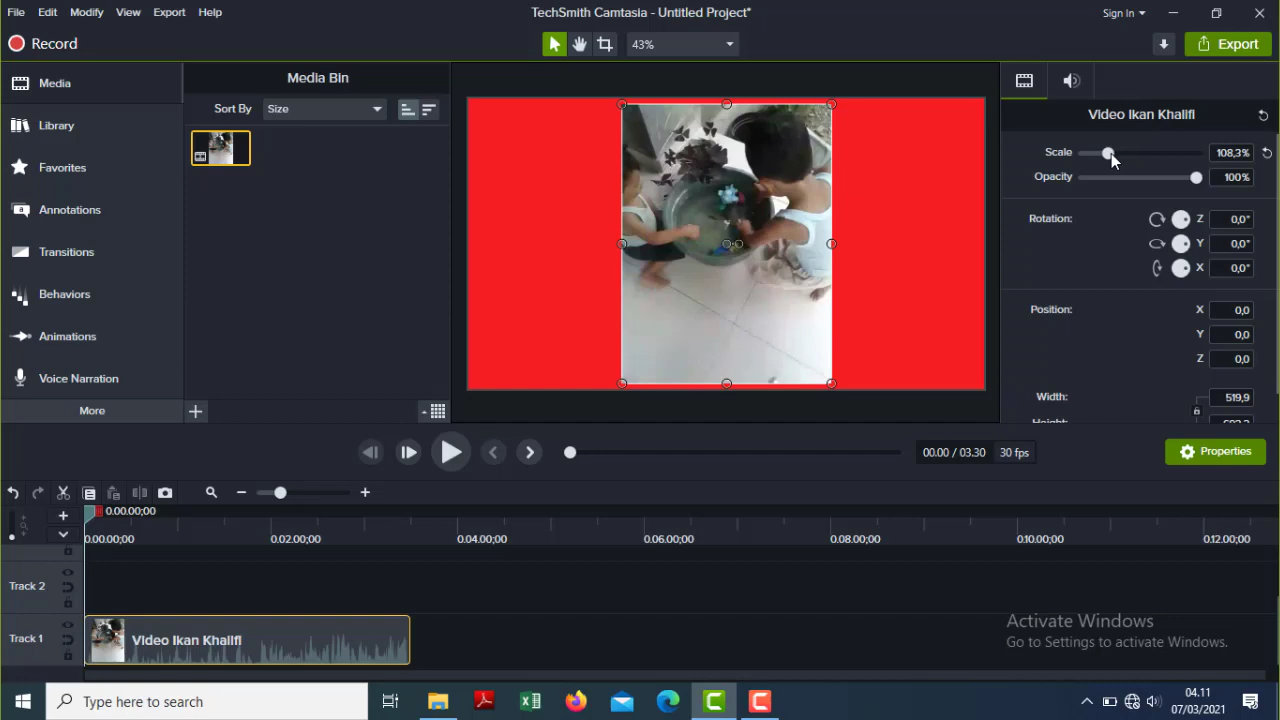 File Edit Modify View Export Help
TechSmith Camtasia - Untitled Project*
Sign In
Record
43%
Export
Media
Library
Favorites
Annotations
Transitions
Behaviors
Animations
Voice Narration
More
Media Bin
Sort By Size
Video Ikan Khalifi
Scale 108,3%
Opacity 100%
Rotation: Z 0,0°
Y 0,0°
X 0,0°
Position: X 0,0
Y 0,0
Z 0,0
Width: 519,9
00.00 / 03.30 30 fps
Properties
0.00.00;00
0.00.00;00 0.02.00;00 0.04.00;00 0.06.00;00 0.08.00;00 0.10.00;00 0.12.00;00
Track 2
Track 1
Video Ikan Khalifi
Activate Windows
Go to Settings to activate Windows.
Type here to search
04.11
07/03/2021